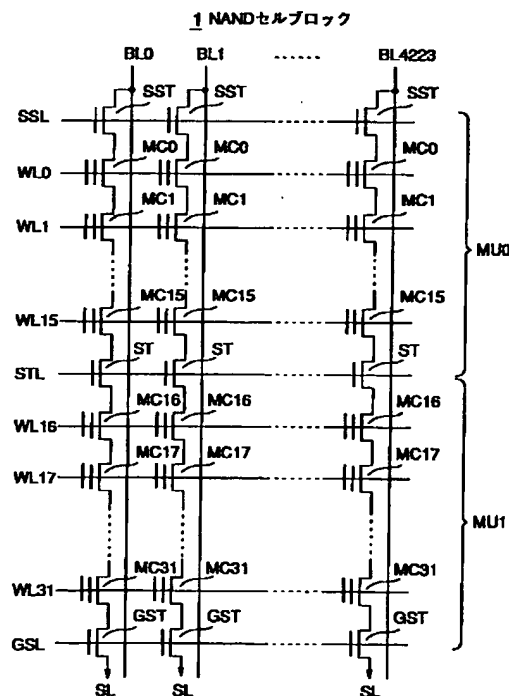 1 NANDセルブロック
BL0 BL1 ...... BL4223
SST SST SST
SSL
MC0 MC0 MC0
WL0
MC1 MC1 MC1
WL1
MU0
MC15 MC15 MC15
WL15
ST ST ST
STL
MC16 MC16 MC16
WL16
MC17 MC17 MC17
WL17
MU1
MC31 MC31 MC31
WL31
GST GST GST
GSL
SL SL SL